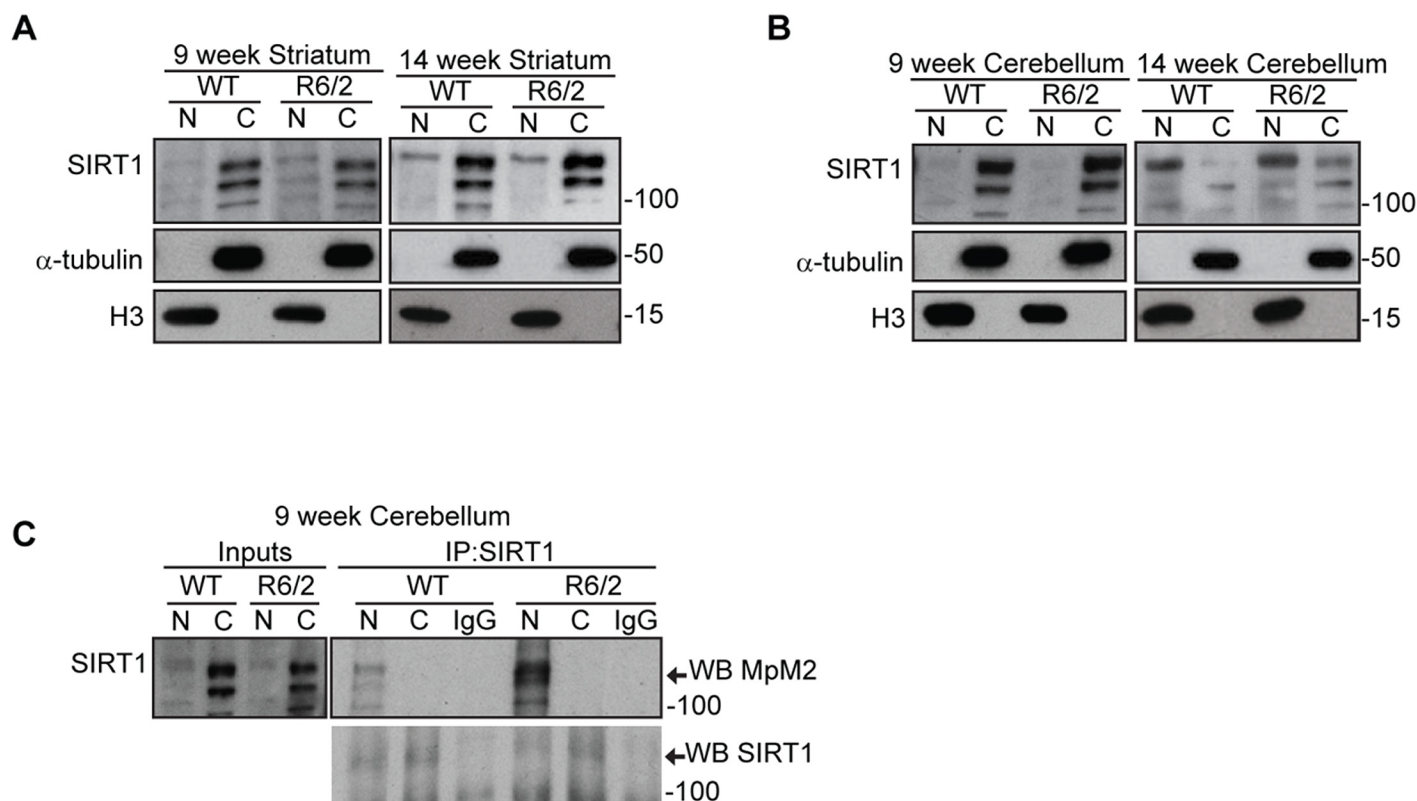 A
9 week Striatum 14 week Striatum
WT R6/2 WT R6/2
N C N C N C N C
SIRT1
-100
α-tubulin -50
H3 -15
B
9 week Cerebellum 14 week Cerebellum
WT R6/2 WT R6/2
N C N C N C N C
SIRT1
-100
α-tubulin -50
H3 -15
C
9 week Cerebellum
Inputs IP:SIRT1
WT R6/2 WT R6/2
N C N C N C IgG N C IgG
SIRT1 WB MpM2
-100
WB SIRT1
-100